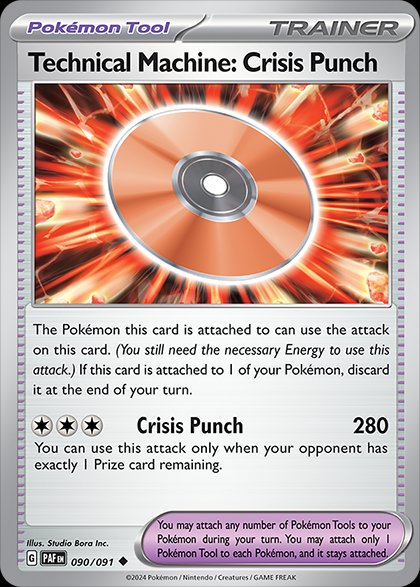 Pokémon Tool
TRAINER
Technical Machine: Crisis Punch
The Pokémon this card is attached to can use the attack
on this card. (You still need the necessary Energy to use this
attack.) If this card is attached to 1 of your Pokémon, discard
it at the end of your turn.
Crisis Punch 280
You can use this attack only when your opponent has
exactly 1 Prize card remaining.
Illus. Studio Bora Inc.
G PAF EN 090/091
You may attach any number of Pokémon Tools to your
Pokémon during your turn. You may attach only 1
Pokémon Tool to each Pokémon, and it stays attached.
©2024 Pokémon / Nintendo / Creatures / GAME FREAK